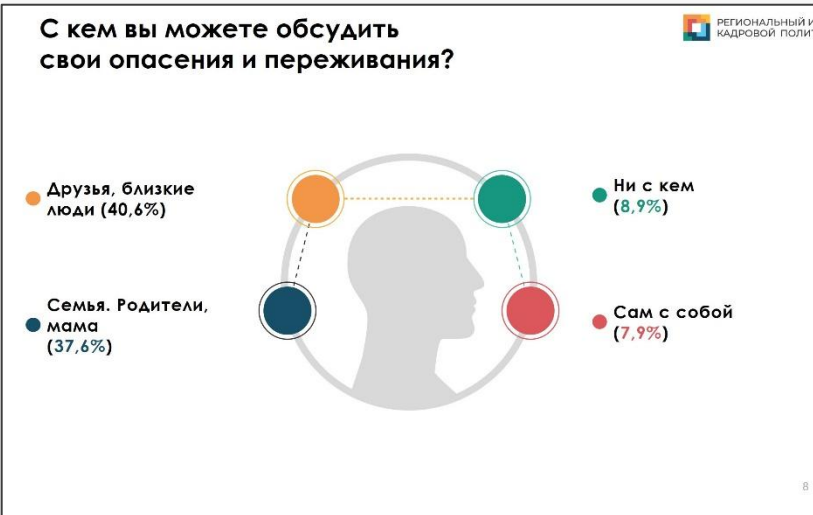 С кем вы можете обсудить
свои опасения и переживания?
РЕГИОНАЛЬНЫЙ
КАДРОВОЙ
Друзья, близкие
люди (40,6%)
Ни с кем
(8,9%)
Семья. Родители,
мама
(37,6%)
Сам с собой
(7,9%)
8